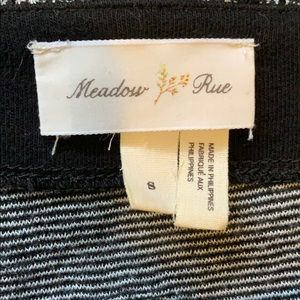 Meadow Rue
S
MADE IN PHILIPPINES
FABRIQUÉ AUX
PHILIPPINES